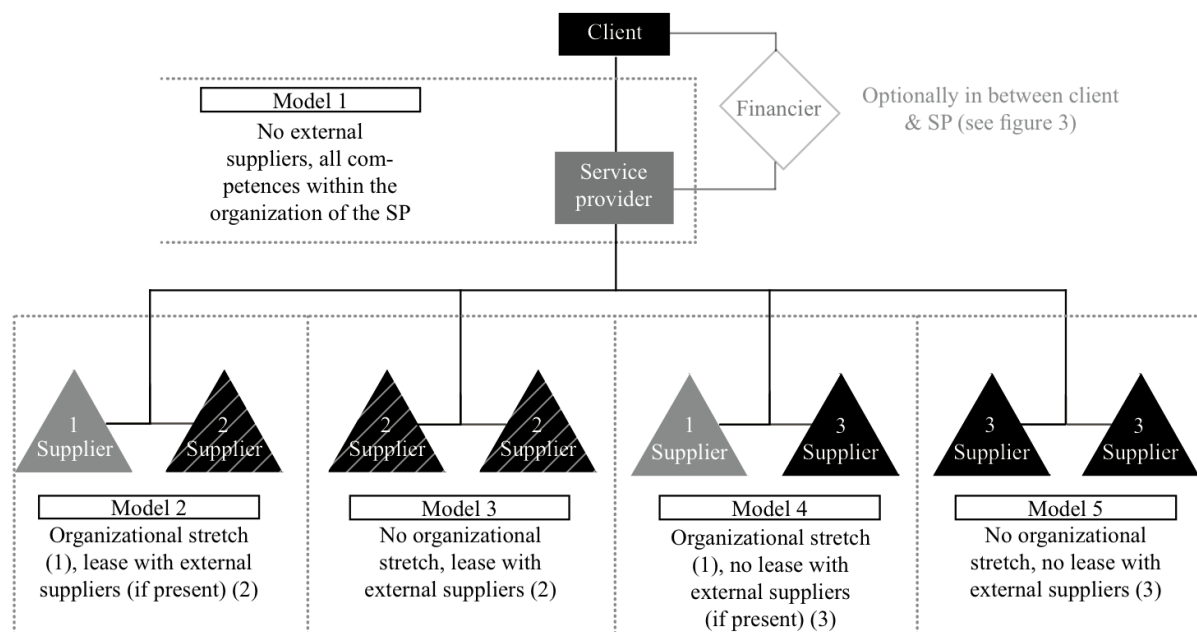 Client
Model 1
No external
suppliers, all com-
petences within the
organization of the SP
Financier
Optionally in between client
& SP (see figure 3)
Service
provider
1
Supplier
2
Supplier
2
Supplier
2
Supplier
1
Supplier
3
Supplier
3
Supplier
3
Supplier
Model 2
Organizational stretch
(1), lease with external
suppliers (if present) (2)
Model 3
No organizational
stretch, lease with
external suppliers (2)
Model 4
Organizational stretch
(1), no lease with
external suppliers
(if present) (3)
Model 5
No organizational
stretch, no lease with
external suppliers (3)